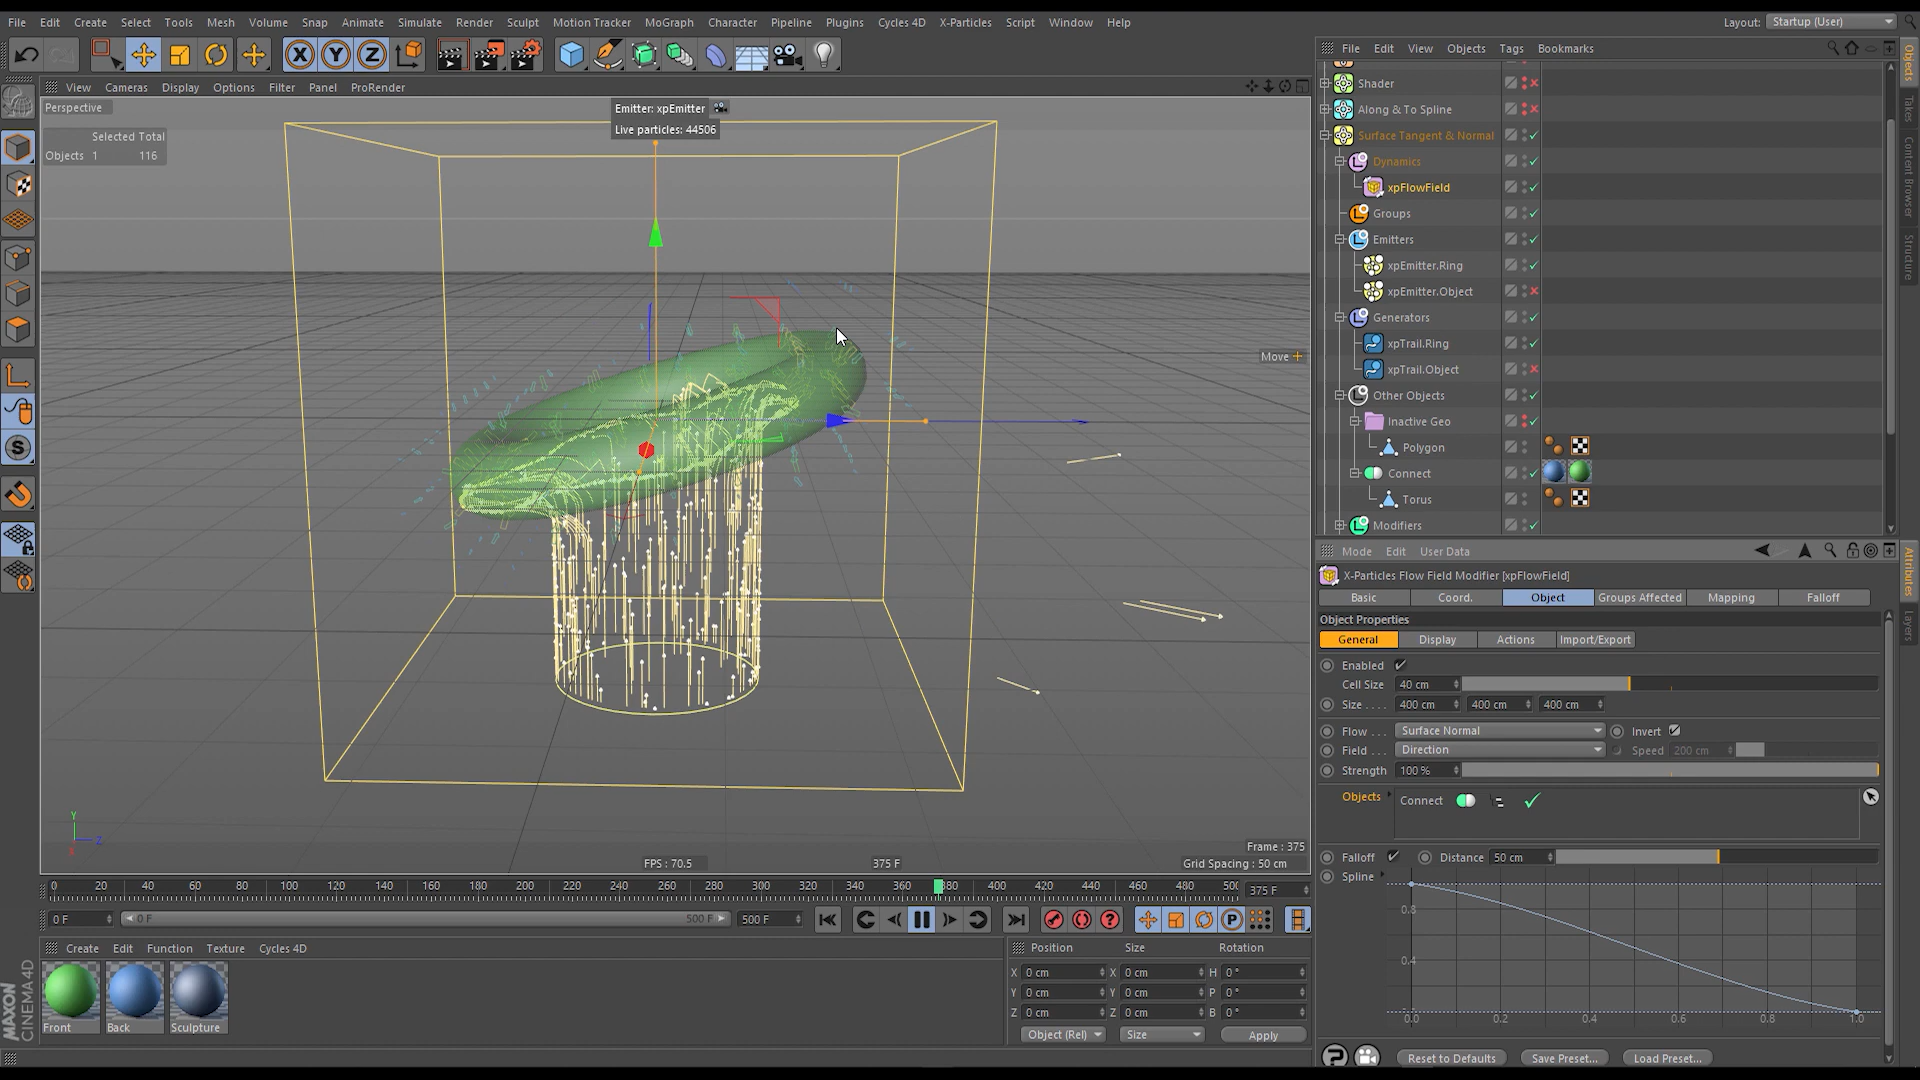 File Edit Create Select Tools Mesh Volume Snap Animate Simulate Render Sculpt Motion Tracker MoGraph Character Pipeline Plugins Cycles 4D X-Particles Script Window Help Layout: Startup (User)
X Y Z
File Edit View Objects Tags Bookmarks
View Cameras Display Options Filter Panel ProRender
Perspective
Emitter: xpEmitter
Live particles: 44506
Selected Total
Objects 1 116
Move
Y
Z
X
Frame : 375
FPS : 70.5
375 F
Grid Spacing : 50 cm
Shader
Along & To Spline
Surface Tangent & Normal
Dynamics
xpFlowField
Groups
Emitters
xpEmitter.Ring
xpEmitter.Object
Generators
xpTrail.Ring
xpTrail.Object
Other Objects
Inactive Geo
Polygon
Connect
Torus
Modifiers
Objects
Takes
Content Browser
Structure
Mode Edit User Data
X-Particles Flow Field Modifier [xpFlowField]
Basic Coord. Object Groups Affected Mapping Falloff
Object Properties
General Display Actions Import/Export
Enabled
Cell Size 40 cm
Size . . . . 400 cm 400 cm 400 cm
Flow . . . Surface Normal Invert
Field . . . Direction Speed 200 cm
Strength 100 %
Objects Connect
Falloff Distance 50 cm
Spline
0.8
0.4
0.0 0.2 0.4 0.6 0.8 1.0
Reset to Defaults Save Preset... Load Preset...
Attributes
Layers
0 20 40 60 80 100 120 140 160 180 200 220 240 260 280 300 320 340 360 380 400 420 440 460 480 500 375 F
0 F 0 F 500 F 500 F
P
Create Edit Function Texture Cycles 4D
Front Back Sculpture
Position Size Rotation
X 0 cm X 0 cm H 0 °
Y 0 cm Y 0 cm P 0 °
Z 0 cm Z 0 cm B 0 °
Object (Rel) Size Apply
MAXON
CINEMA 4D